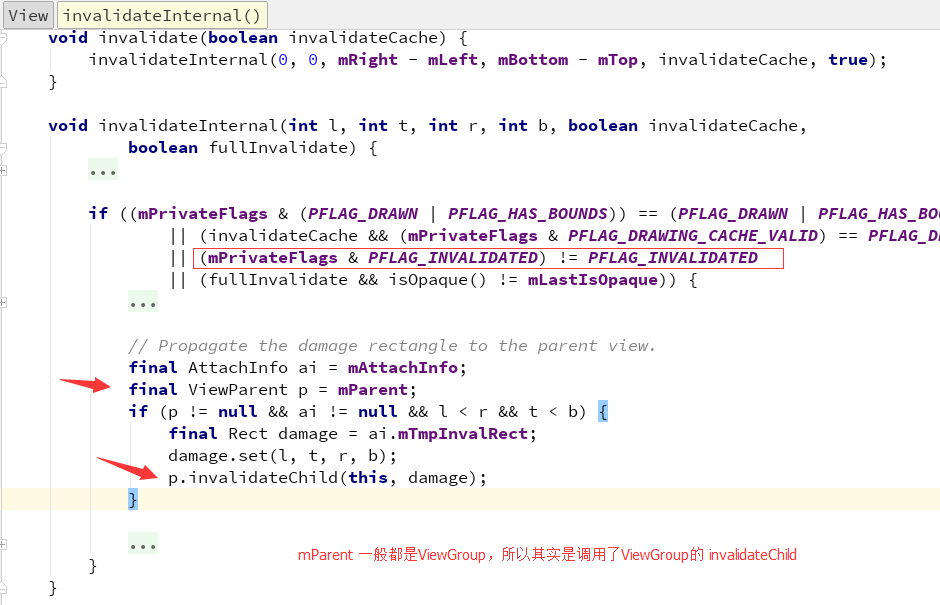 View invalidateInternal()
void invalidate(boolean invalidateCache) {
invalidateInternal(0, 0, mRight - mLeft, mBottom - mTop, invalidateCache, true);
}
void invalidateInternal(int l, int t, int r, int b, boolean invalidateCache,
boolean fullInvalidate) {
...
if ((mPrivateFlags & (PFLAG_DRAWN | PFLAG_HAS_BOUNDS)) == (PFLAG_DRAWN | PFLAG_HAS_BO
|| (invalidateCache && (mPrivateFlags & PFLAG_DRAWING_CACHE_VALID) == PFLAG_D
|| (mPrivateFlags & PFLAG_INVALIDATED) != PFLAG_INVALIDATED
|| (fullInvalidate && isOpaque() != mLastIsOpaque)) {
...
// Propagate the damage rectangle to the parent view.
final AttachInfo ai = mAttachInfo;
final ViewParent p = mParent;
if (p != null && ai != null && l < r && t < b) {
final Rect damage = ai.mTmpInvalRect;
damage.set(l, t, r, b);
p.invalidateChild(this, damage);
}
...
mParent 一般都是ViewGroup，所以其实是调用了ViewGroup的 invalidateChild
}
}